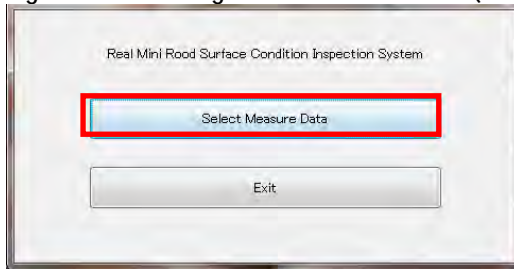 Real Mini Rood Surface Condition Inspection System
Select Measure Data
Exit